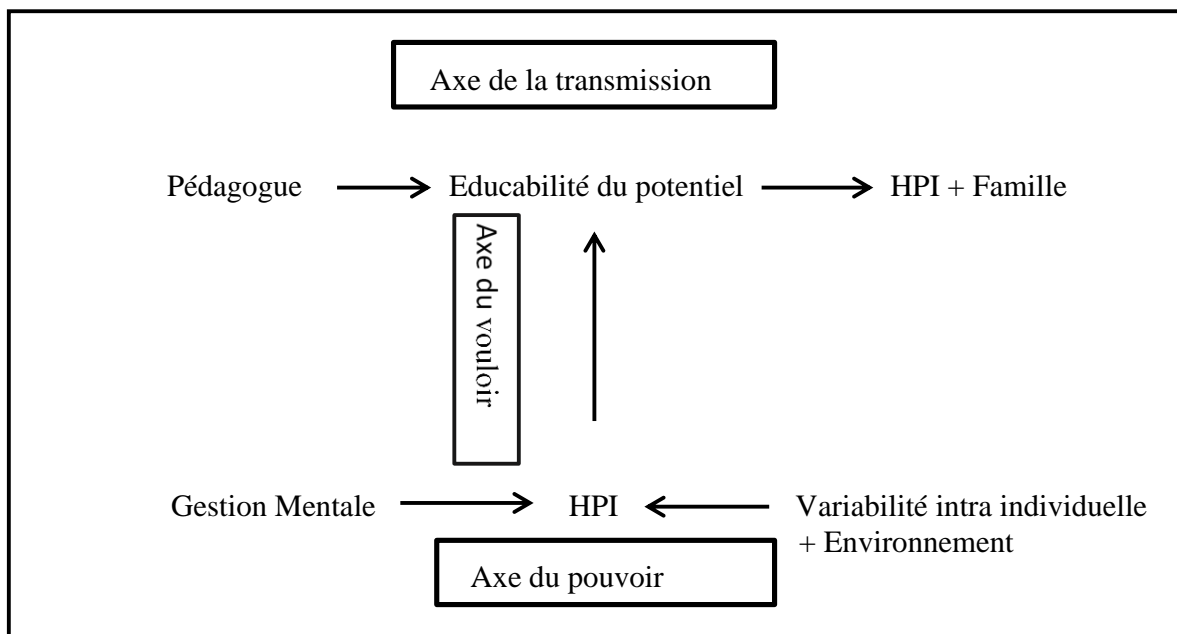 Axe de la transmission
Pédagogue
Educabilité du potentiel
HPI + Famille
Axe du vouloir
Gestion Mentale
HPI
Variabilité intra individuelle
+ Environnement
Axe du pouvoir